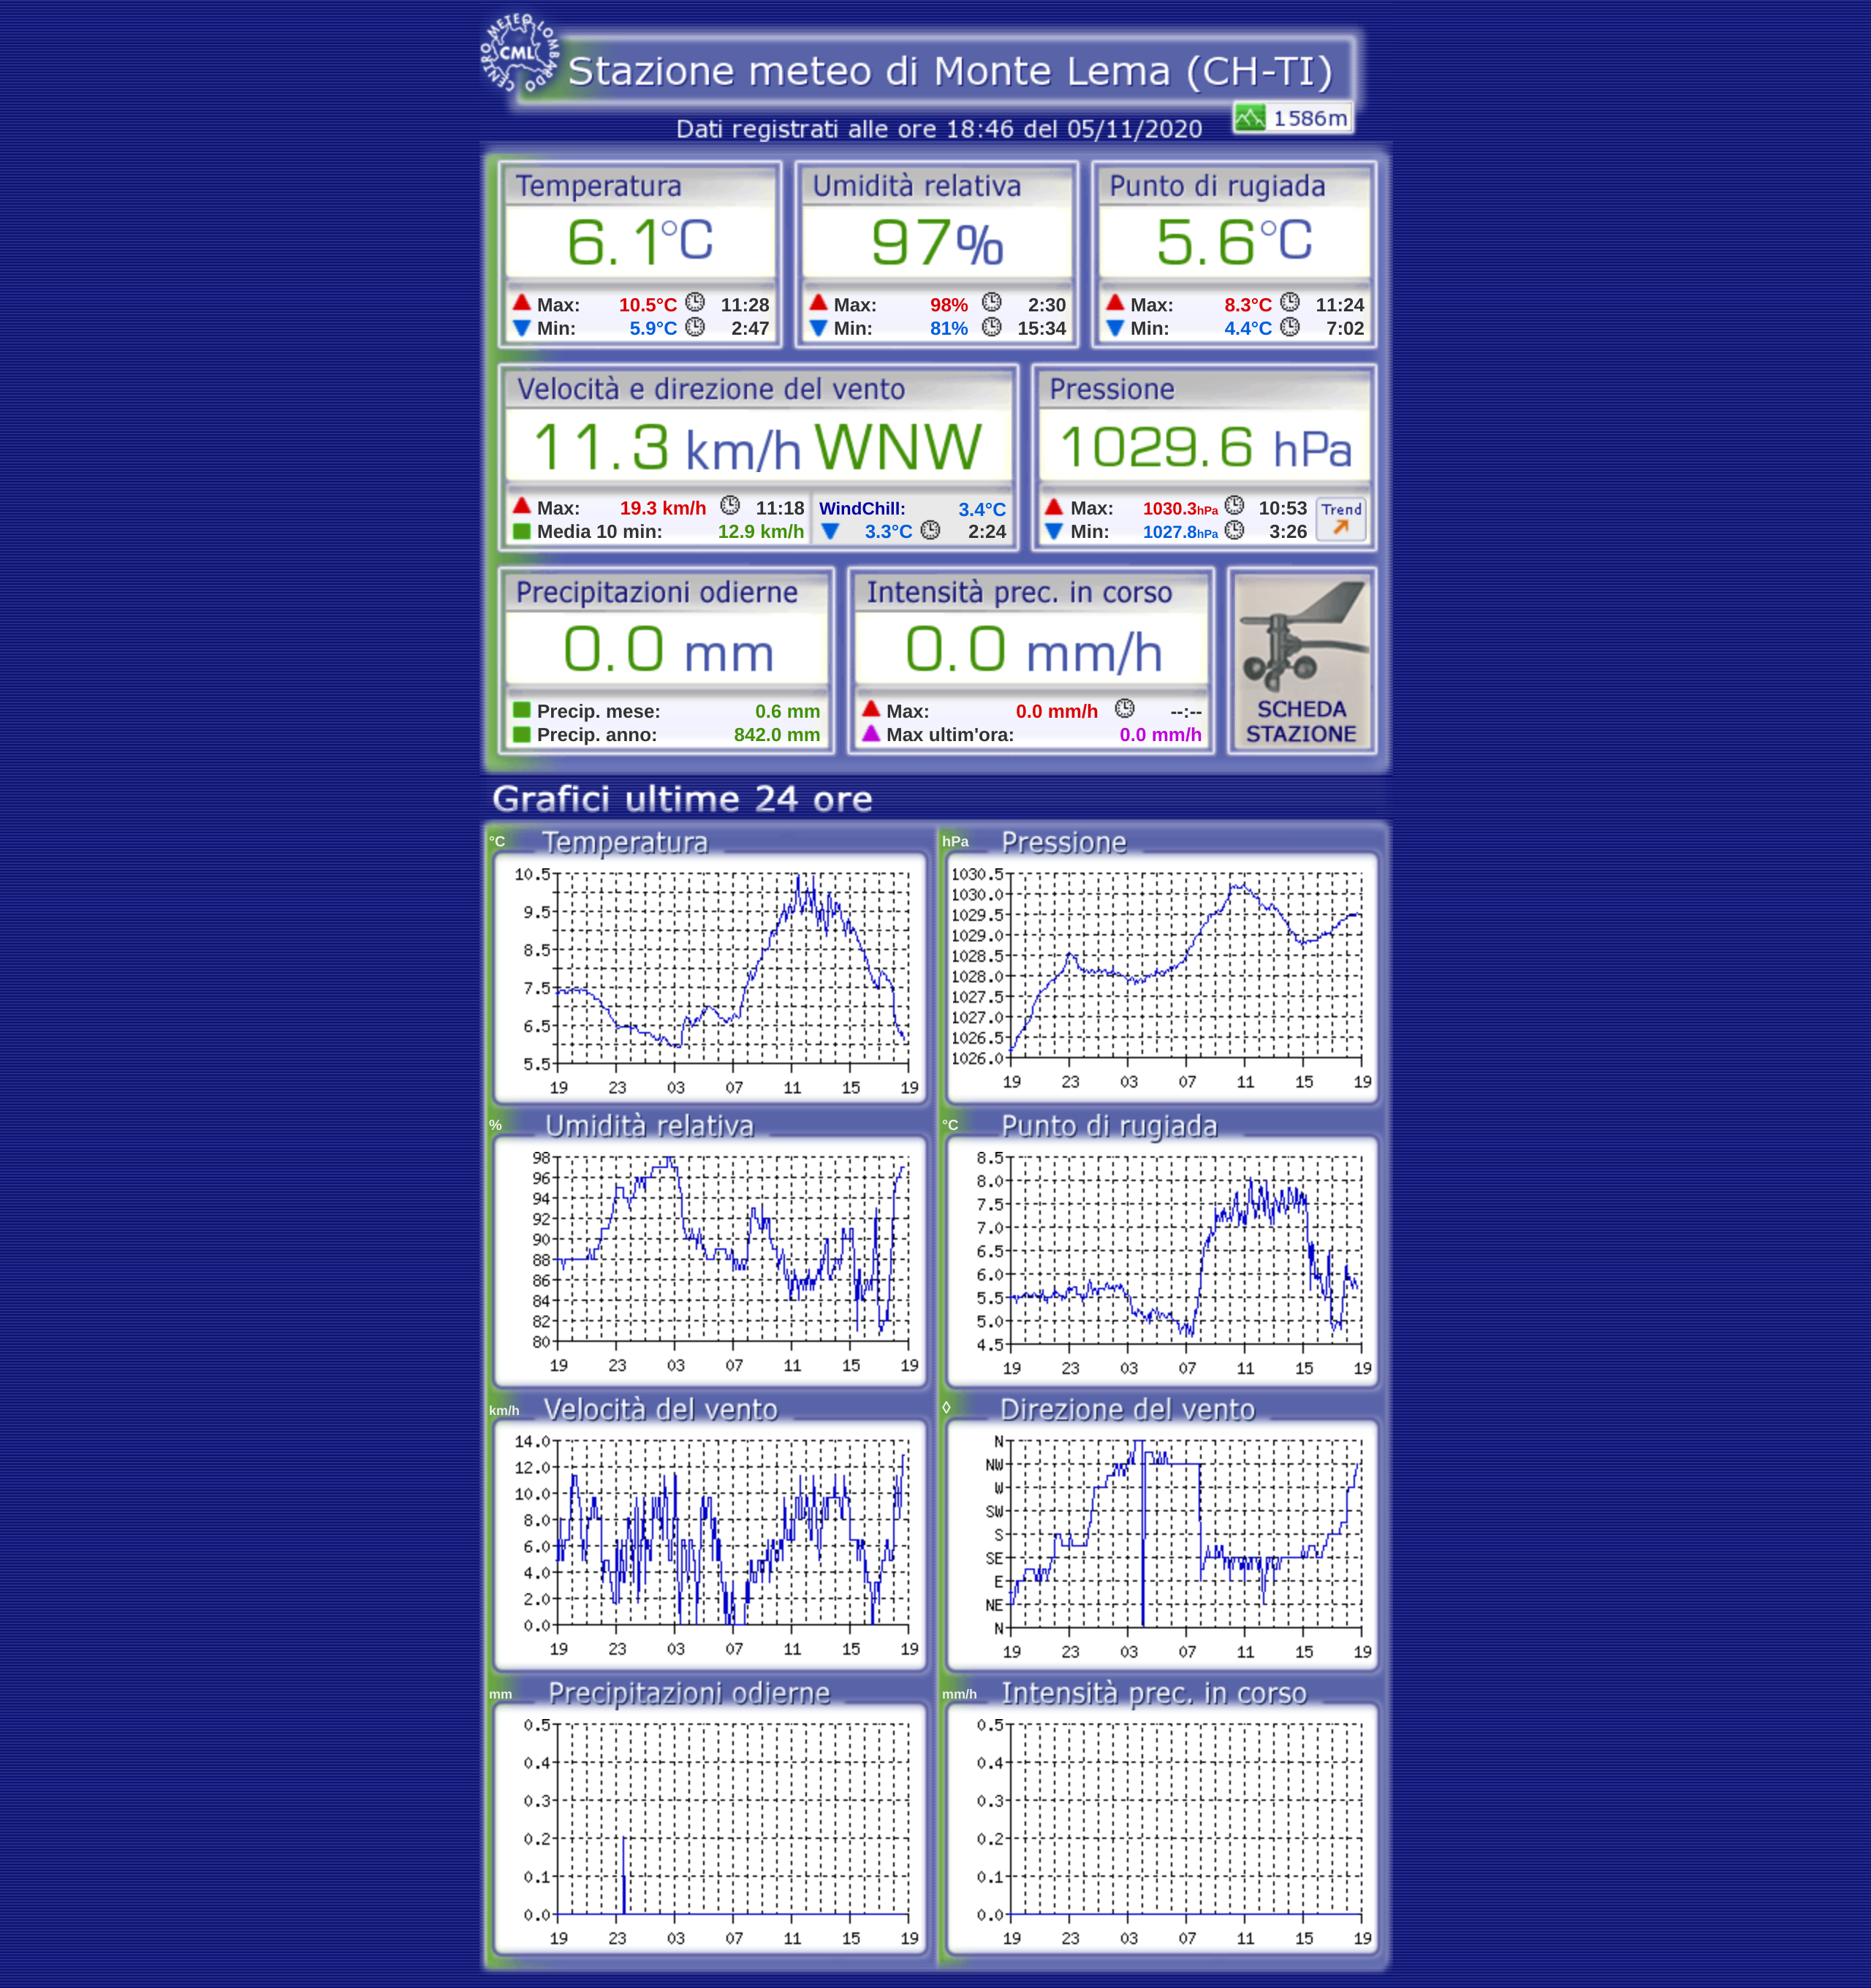 CENTRO METEO LOMBARDO
CML
Stazione meteo di Monte Lema (CH-TI)
1586m
Dati registrati alle ore 18:46 del 05/11/2020
Temperatura Umidità relativa Punto di rugiada
6.1°C 97% 5.6°C
Max: 10.5°C 11:28 Max: 98% 2:30 Max: 8.3°C 11:24
Min: 5.9°C 2:47 Min: 81% 15:34 Min: 4.4°C 7:02
Velocità e direzione del vento Pressione
11.3 km/h WNW 1029.6 hPa
Max: 19.3 km/h 11:18 WindChill: 3.4°C Max: 1030.3hPa 10:53 Trend
Media 10 min: 12.9 km/h 3.3°C 2:24 Min: 1027.8hPa 3:26
Precipitazioni odierne Intensità prec. in corso
0.0 mm 0.0 mm/h
Precip. mese: 0.6 mm Max: 0.0 mm/h --:-- SCHEDA
Precip. anno: 842.0 mm Max ultim'ora: 0.0 mm/h STAZIONE
Grafici ultime 24 ore
°C Temperatura
10.5
9.5
8.5
7.5
6.5
5.5
19 23 03 07 11 15 19
hPa Pressione
1030.5
1030.0
1029.5
1029.0
1028.5
1028.0
1027.5
1027.0
1026.5
1026.0
19 23 03 07 11 15 19
% Umidità relativa
98
96
94
92
90
88
86
84
82
80
19 23 03 07 11 15 19
°C Punto di rugiada
8.5
8.0
7.5
7.0
6.5
6.0
5.5
5.0
4.5
19 23 03 07 11 15 19
km/h Velocità del vento
14.0
12.0
10.0
8.0
6.0
4.0
2.0
0.0
19 23 03 07 11 15 19
◊ Direzione del vento
N
NW
W
SW
S
SE
E
NE
N
19 23 03 07 11 15 19
mm Precipitazioni odierne
0.5
0.4
0.3
0.2
0.1
0.0
19 23 03 07 11 15 19
mm/h Intensità prec. in corso
0.5
0.4
0.3
0.2
0.1
0.0
19 23 03 07 11 15 19